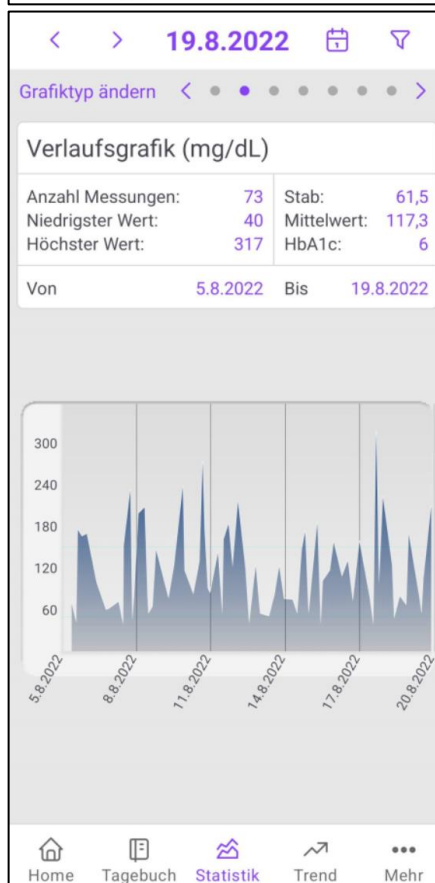 19.8.2022
1
Grafiktyp ändern
Verlaufsgrafik (mg/dL)
Anzahl Messungen: 73 Stab: 61,5
Niedrigster Wert: 40 Mittelwert: 117,3
Höchster Wert: 317 HbA1c: 6
Von 5.8.2022 Bis 19.8.2022
300
240
180
120
60
5.8.2022 8.8.2022 11.8.2022 14.8.2022 17.8.2022 20.8.2022
Home Tagebuch Statistik Trend Mehr